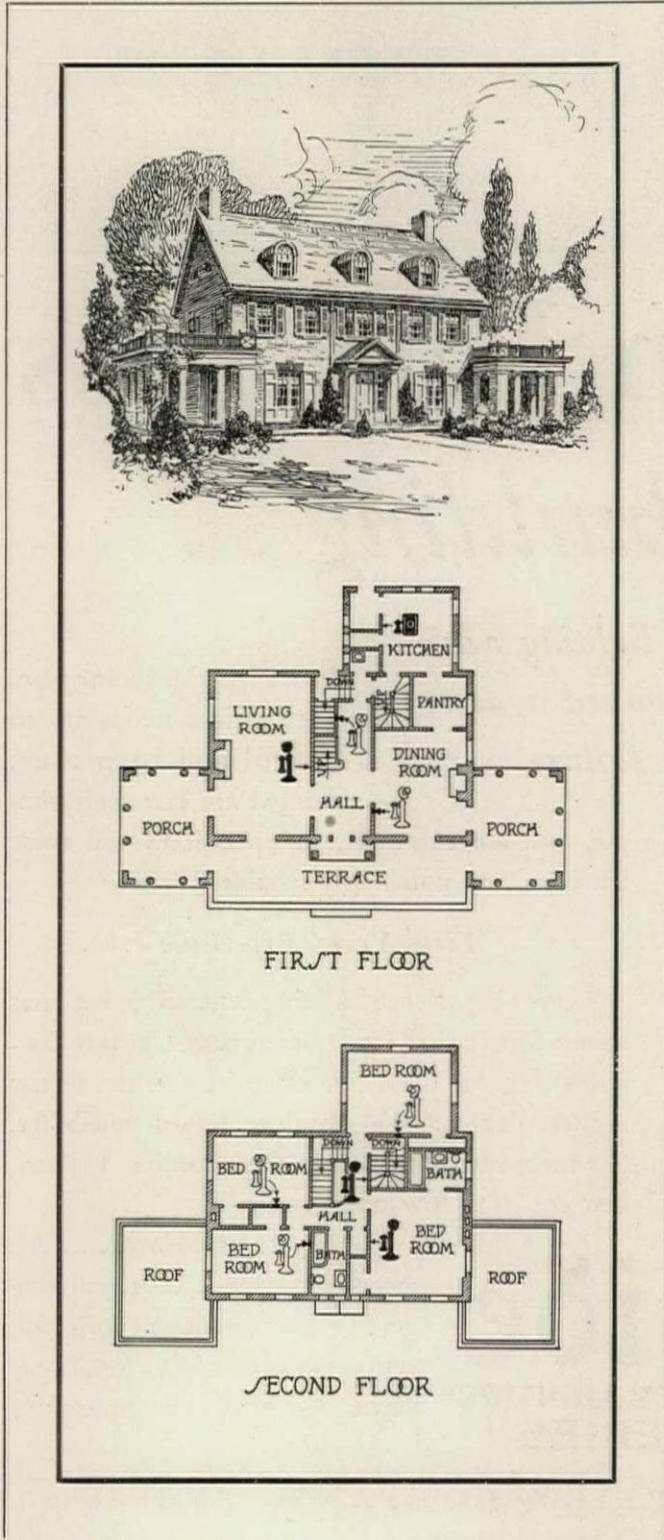 KITCHEN
DOWN
PANTRY
LIVING
ROOM
DINING
ROOM
HALL
PORCH
PORCH
TERRACE
FIRST FLOOR
BED ROOM
DOWN
DOWN
BED ROOM
BATH
HALL
BED
ROOM
BED
ROOM
BATH
ROOF
ROOF
SECOND FLOOR